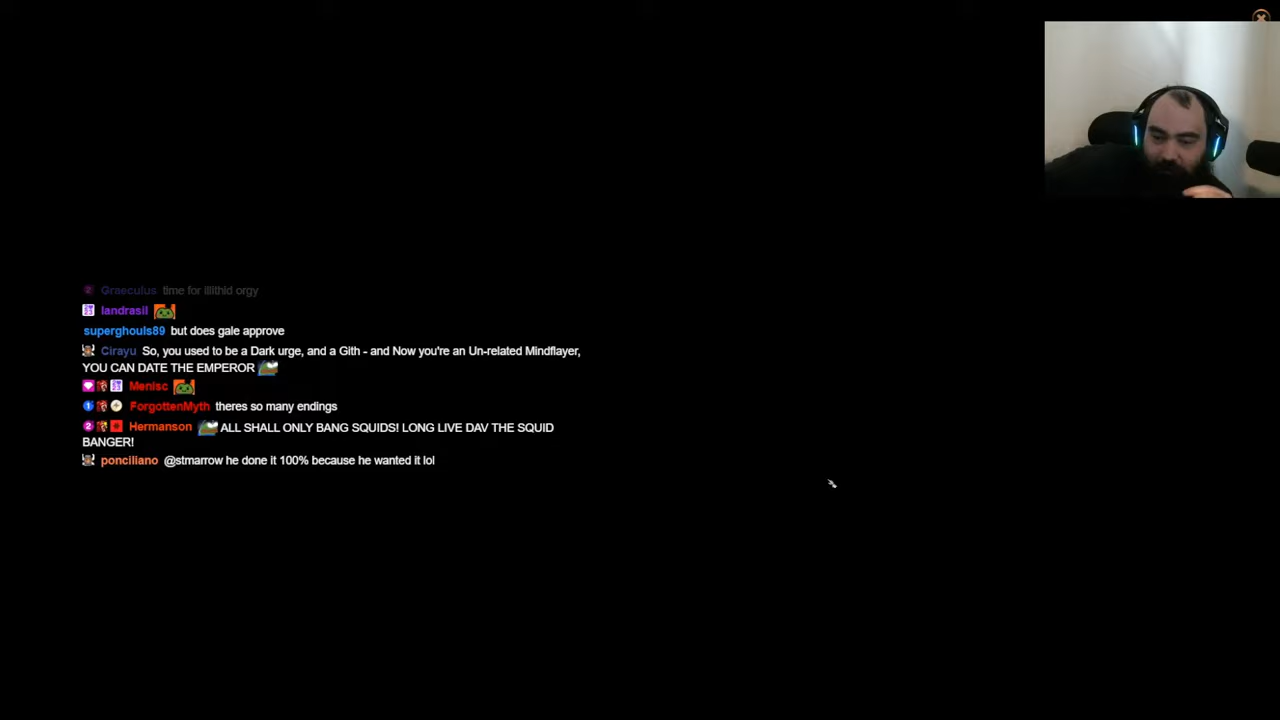 Graeculus time for illithid orgy
landrasil
superghouls89 but does gale approve
Cirayu So, you used to be a Dark urge, and a Gith - and Now you're an Un-related Mindflayer,
YOU CAN DATE THE EMPEROR
Menisc
ForgottenMyth theres so many endings
Hermanson ALL SHALL ONLY BANG SQUIDS! LONG LIVE DAV THE SQUID
BANGER!
ponciliano @stmarrow he done it 100% because he wanted it lol